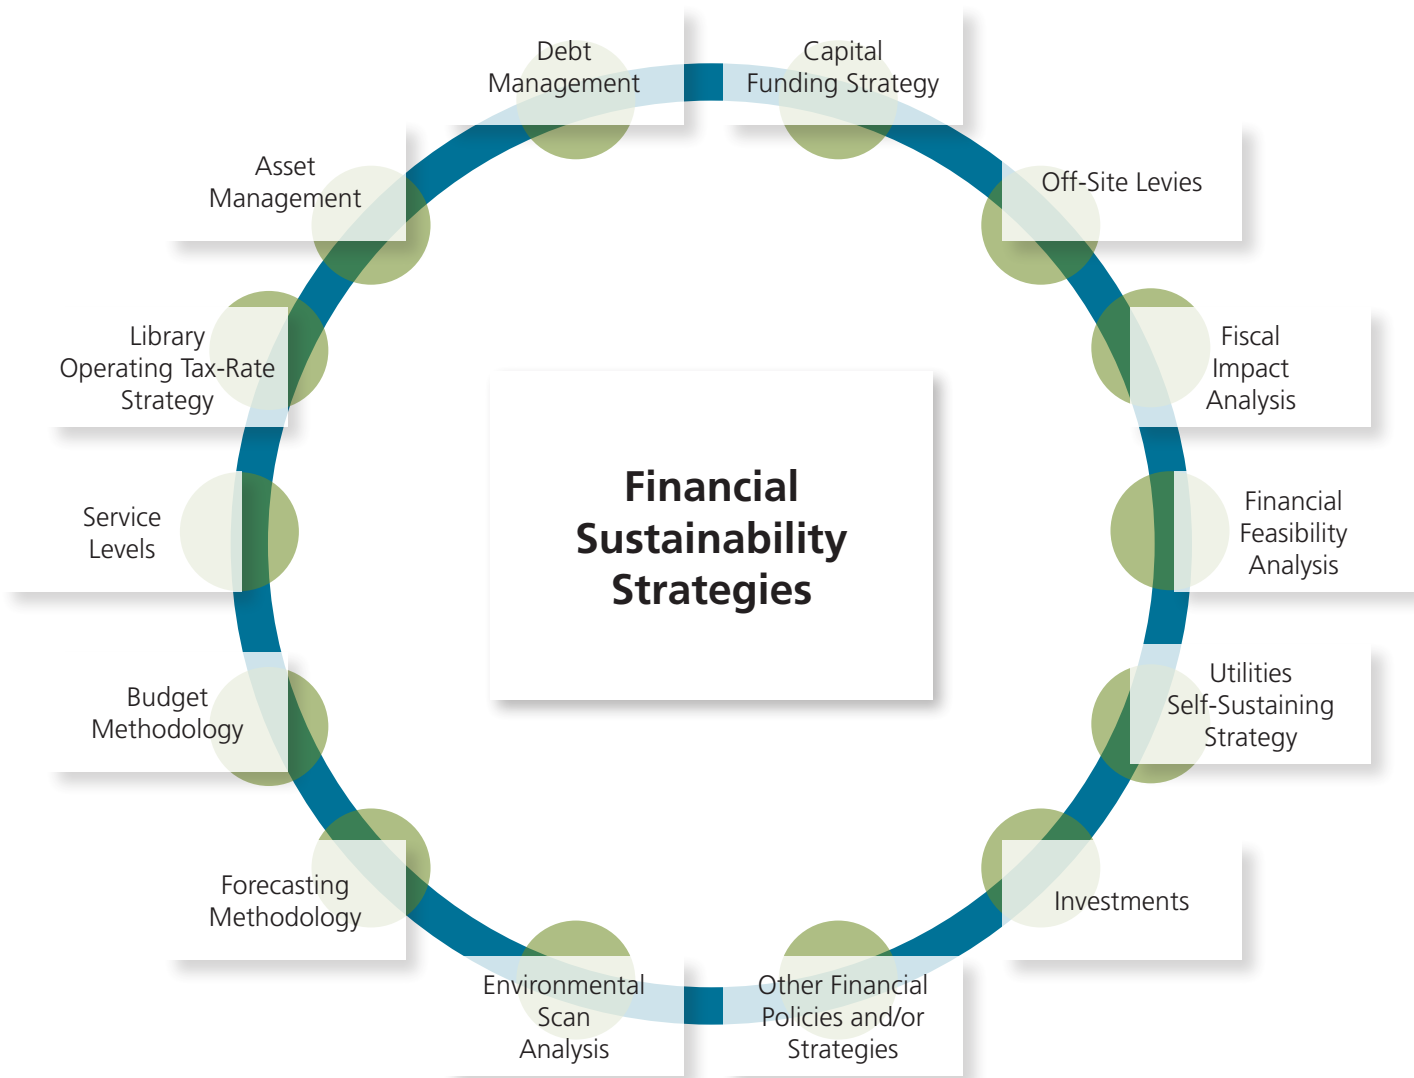 Debt
Management
Capital
Funding Strategy
Asset
Management
Off-Site Levies
Library
Operating Tax-Rate
Strategy
Fiscal
Impact
Analysis
Financial
Sustainability
Strategies
Service
Levels
Financial
Feasibility
Analysis
Budget
Methodology
Utilities
Self-Sustaining
Strategy
Forecasting
Methodology
Investments
Environmental
Scan
Analysis
Other Financial
Policies and/or
Strategies